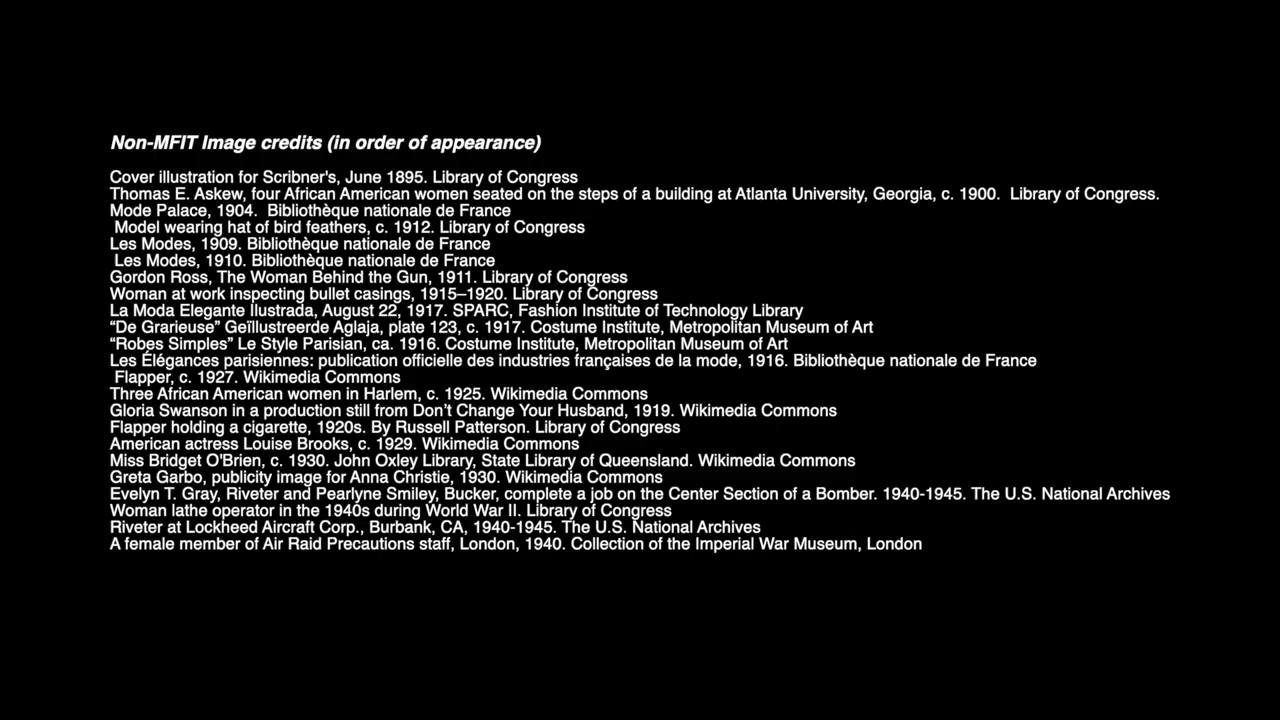 Non-MFIT Image credits (in order of appearance)
Cover illustration for Scribner's, June 1895. Library of Congress
Thomas E. Askew, four African American women seated on the steps of a building at Atlanta University, Georgia, c. 1900.  Library of Congress.
Mode Palace, 1904.  Bibliothèque nationale de France
Model wearing hat of bird feathers, c. 1912. Library of Congress
Les Modes, 1909. Bibliothèque nationale de France
Les Modes, 1910. Bibliothèque nationale de France
Gordon Ross, The Woman Behind the Gun, 1911. Library of Congress
Woman at work inspecting bullet casings, 1915–1920. Library of Congress
La Moda Elegante Ilustrada, August 22, 1917. SPARC, Fashion Institute of Technology Library
“De Grarieuse” Geïllustreerde Aglaja, plate 123, c. 1917. Costume Institute, Metropolitan Museum of Art
“Robes Simples” Le Style Parisian, ca. 1916. Costume Institute, Metropolitan Museum of Art
Les Élégances parisiennes: publication officielle des industries françaises de la mode, 1916. Bibliothèque nationale de France
Flapper, c. 1927. Wikimedia Commons
Three African American women in Harlem, c. 1925. Wikimedia Commons
Gloria Swanson in a production still from Don’t Change Your Husband, 1919. Wikimedia Commons
Flapper holding a cigarette, 1920s. By Russell Patterson. Library of Congress
American actress Louise Brooks, c. 1929. Wikimedia Commons
Miss Bridget O'Brien, c. 1930. John Oxley Library, State Library of Queensland. Wikimedia Commons
Greta Garbo, publicity image for Anna Christie, 1930. Wikimedia Commons
Evelyn T. Gray, Riveter and Pearlyne Smiley, Bucker, complete a job on the Center Section of a Bomber. 1940-1945. The U.S. National Archives
Woman lathe operator in the 1940s during World War II. Library of Congress
Riveter at Lockheed Aircraft Corp., Burbank, CA, 1940-1945. The U.S. National Archives
A female member of Air Raid Precautions staff, London, 1940. Collection of the Imperial War Museum, London